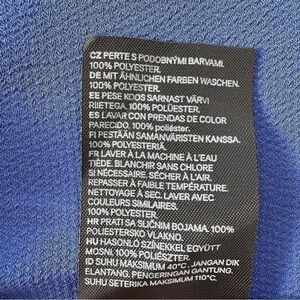 CZ PERTE S PODOBNÝMI BARVAMI.
100% POLYESTER.
DE MIT ÄHNLICHEN FARBEN WASCHEN.
100% POLYESTER.
EE PESE KOOS SARNAST VÄRVI
RIIETEGA. 100% POLÜESTER.
ES LAVAR CON PRENDAS DE COLOR
PARECIDO. 100% poliéster.
FI PESTÄÄN SAMANVÄRISTEN KANSSA.
100% POLYESTERIÄ.
FR LAVER À LA MACHINE À L'EAU
TIÈDE. BLANCHIR SANS CHLORE
SI NÉCESSAIRE. SÉCHER À L'AIR.
REPASSER À FAIBLE TEMPÉRATURE.
NETTOYAGE À SEC. LAVER AVEC
COULEURS SIMILAIRES.
100% POLYESTER.
HR PRATI SA SLIČNIM BOJAMA. 100%
POLIESTERSKO VLAKNO.
HU HASONLÓ SZÍNEKKEL EGYÜTT
MOSNI. 100% POLIÉSZTER.
ID SUHU MAKSIMUM 40°C. JANGAN DIK
ELANTANG. PENGERINGAN GANTUNG.
SUHU SETERIKA MAKSIMUM 110°C.